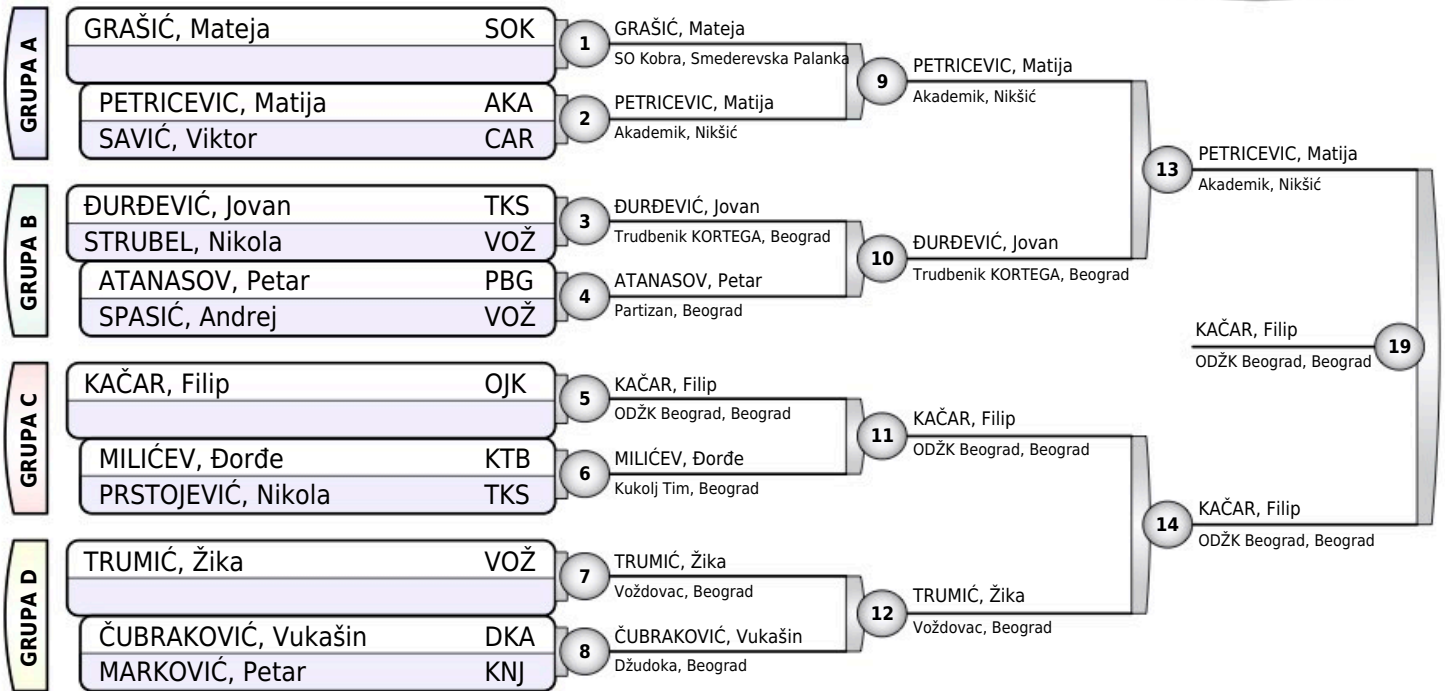 GRUPA A
GRAŠIĆ, Mateja SOK
PETRICEVIC, Matija AKA
SAVIĆ, Viktor CAR
GRUPA B
ĐURĐEVIĆ, Jovan TKS
STRUBEL, Nikola VOŽ
ATANASOV, Petar PBG
SPASIĆ, Andrej VOŽ
GRUPA C
KAČAR, Filip OJK
MILIĆEV, Đorđe KTB
PRSTOJEVIĆ, Nikola TKS
GRUPA D
TRUMIĆ, Žika VOŽ
ČUBRAKOVIĆ, Vukašin DKA
MARKOVIĆ, Petar KNJ
1
GRAŠIĆ, Mateja
SO Kobra, Smederevska Palanka
2
PETRICEVIC, Matija
Akademik, Nikšić
3
ĐURĐEVIĆ, Jovan
Trudbenik KORTEGA, Beograd
4
ATANASOV, Petar
Partizan, Beograd
5
KAČAR, Filip
ODŽK Beograd, Beograd
6
MILIĆEV, Đorđe
Kukolj Tim, Beograd
7
TRUMIĆ, Žika
Voždovac, Beograd
8
ČUBRAKOVIĆ, Vukašin
Džudoka, Beograd
9
PETRICEVIC, Matija
Akademik, Nikšić
10
ĐURĐEVIĆ, Jovan
Trudbenik KORTEGA, Beograd
11
KAČAR, Filip
ODŽK Beograd, Beograd
12
TRUMIĆ, Žika
Voždovac, Beograd
13
PETRICEVIC, Matija
Akademik, Nikšić
14
KAČAR, Filip
ODŽK Beograd, Beograd
KAČAR, Filip
ODŽK Beograd, Beograd
19